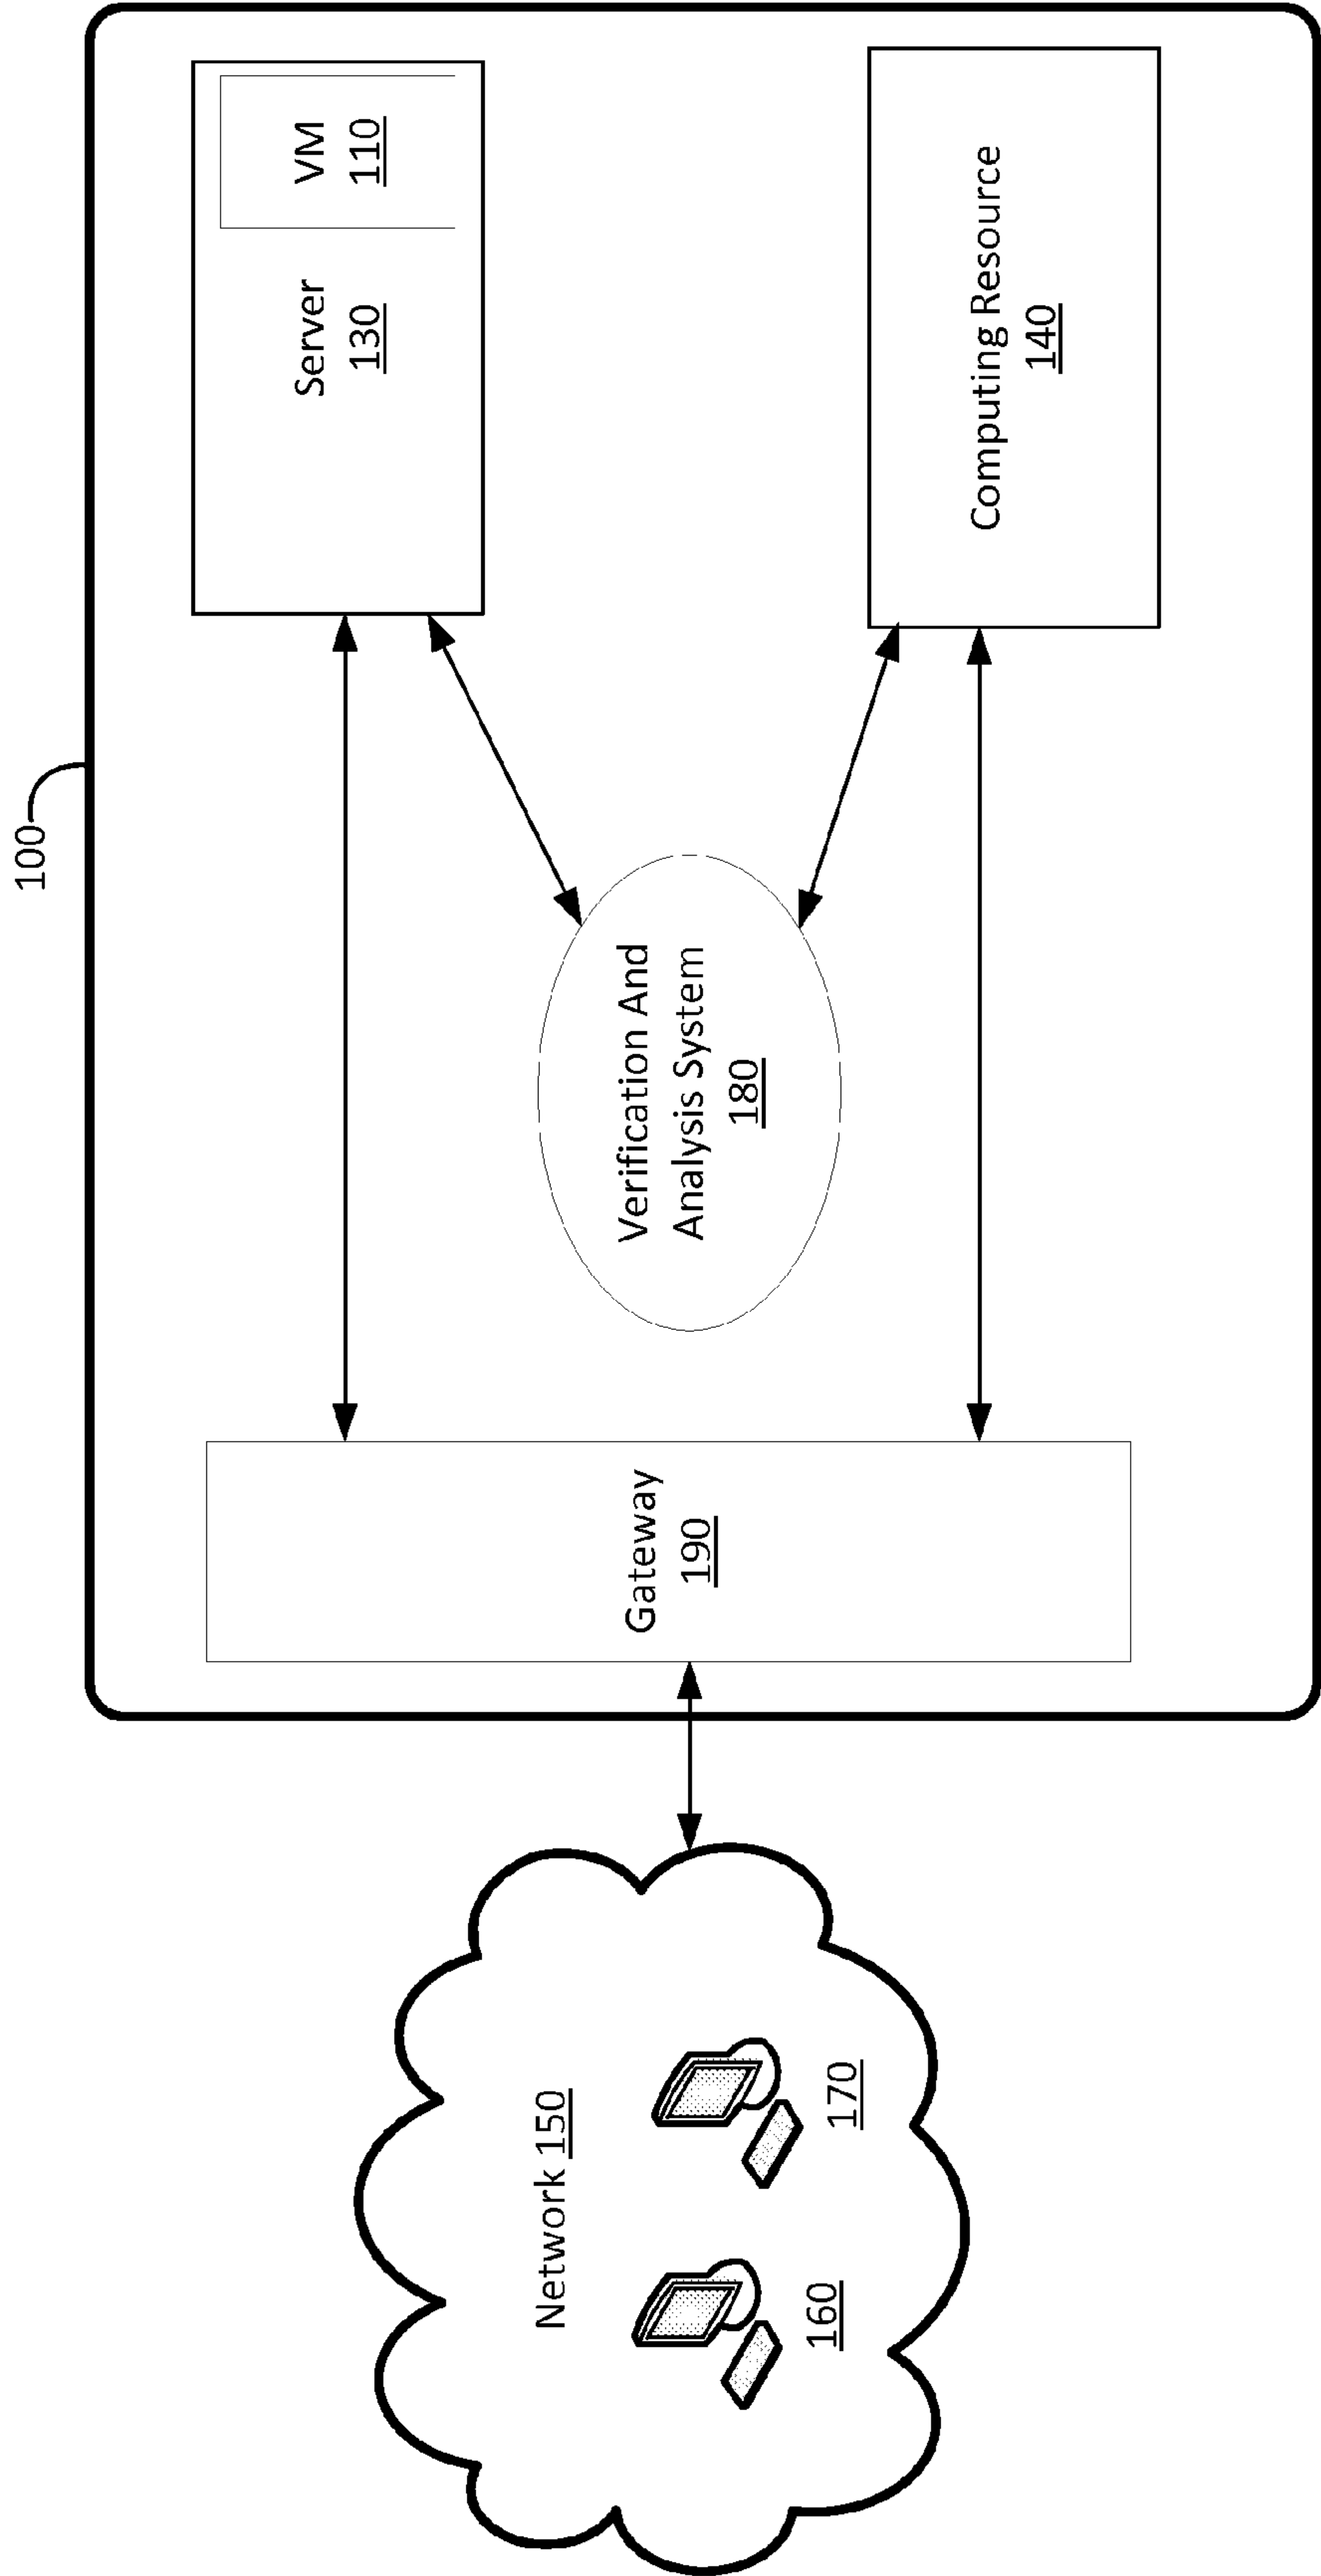 100
Network 150
160
170
Gateway
190
Verification And
Analysis System
180
Server
130
VM
110
Computing Resource
140